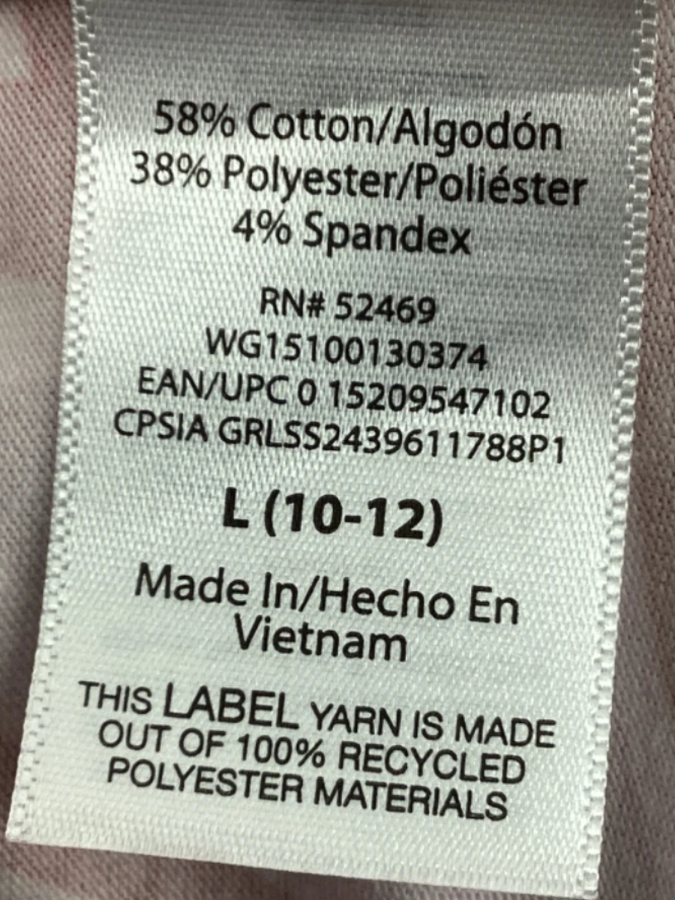 58% Cotton/Algodón
38% Polyester/Poliéster
4% Spandex
RN# 52469
WG15100130374
EAN/UPC 0 15209547102
CPSIA GRLSS2439611788P1
L (10-12)
Made In/Hecho En
Vietnam
THIS LABEL YARN IS MADE
OUT OF 100% RECYCLED
POLYESTER MATERIALS